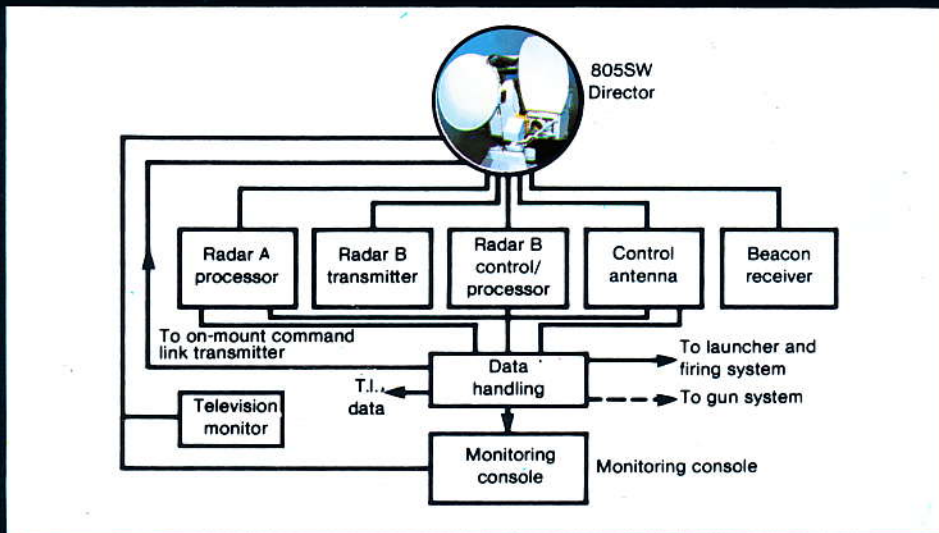 805SW
Director
Radar A
processor
Radar B
transmitter
Radar B
control/
processor
Control
antenna
Beacon
receiver
To on-mount command
link transmitter
Data
handling
To launcher and
firing system
T.I.
data
To gun system
Television
monitor
Monitoring
console
Monitoring console